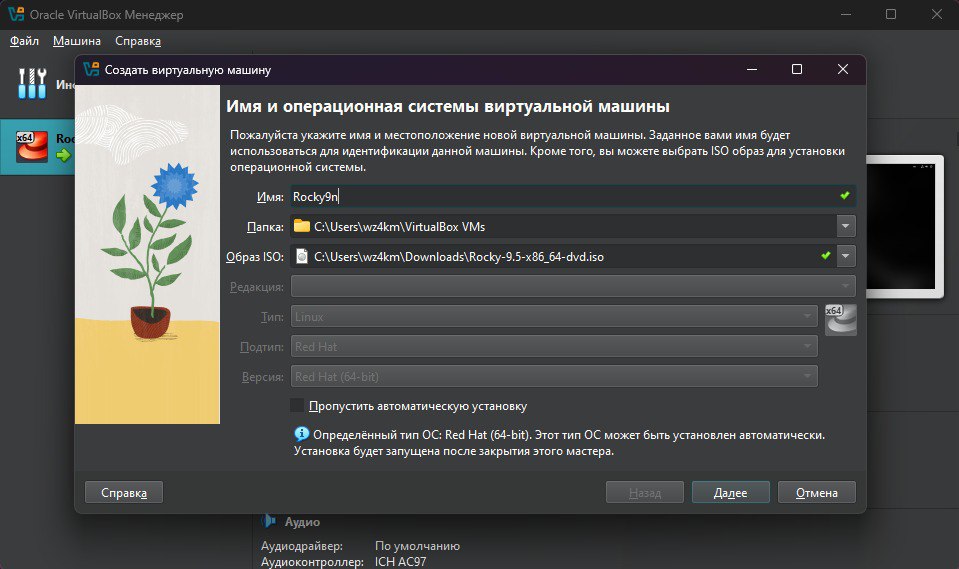 Oracle VirtualBox Менеджер
Файл Машина Справка
Создать виртуальную машину
Имя и операционная системы виртуальной машины
Пожалуйста укажите имя и местоположение новой виртуальной машины. Заданное вами имя будет
использоваться для идентификации данной машины. Кроме того, вы можете выбрать ISO образ для установки
операционной системы.
Имя: Rocky9n
Папка: C:\Users\wz4km\VirtualBox VMs
Образ ISO: C:\Users\wz4km\Downloads\Rocky-9.5-x86_64-dvd.iso
Редакция:
Тип: Linux
x64
Подтип: Red Hat
Версия: Red Hat (64-bit)
Пропустить автоматическую установку
Определённый тип ОС: Red Hat (64-bit). Этот тип ОС может быть установлен автоматически.
Установка будет запущена после закрытия этого мастера.
Справка Назад Далее Отмена
x64
Аудио
Аудиодрайвер: По умолчанию
Аудиоконтроллер: ICH AC97